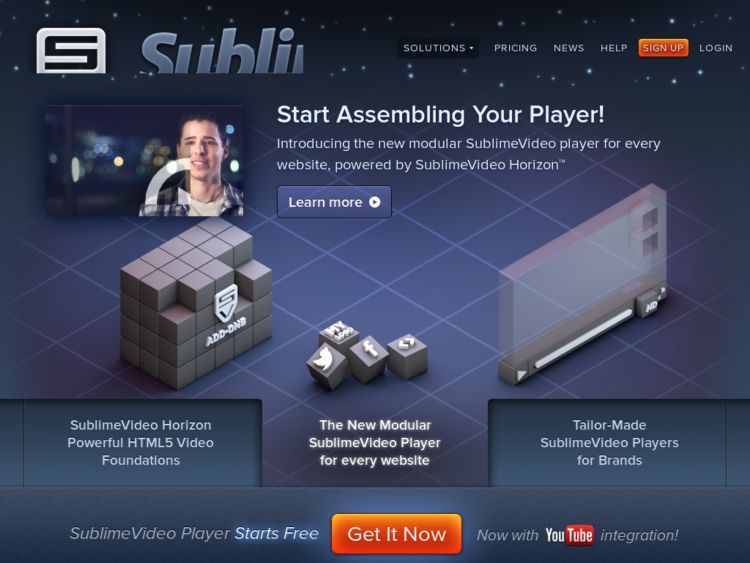 S Subli
SOLUTIONS PRICING NEWS HELP SIGN UP LOGIN
Start Assembling Your Player!
Introducing the new modular SublimeVideo player for every
website, powered by SublimeVideo Horizon™
Learn more
S
ADD-ONS
HD
SublimeVideo Horizon
Powerful HTML5 Video
Foundations
The New Modular
SublimeVideo Player
for every website
Tailor-Made
SublimeVideo Players
for Brands
SublimeVideo Player Starts Free
Get It Now
Now with YouTube integration!